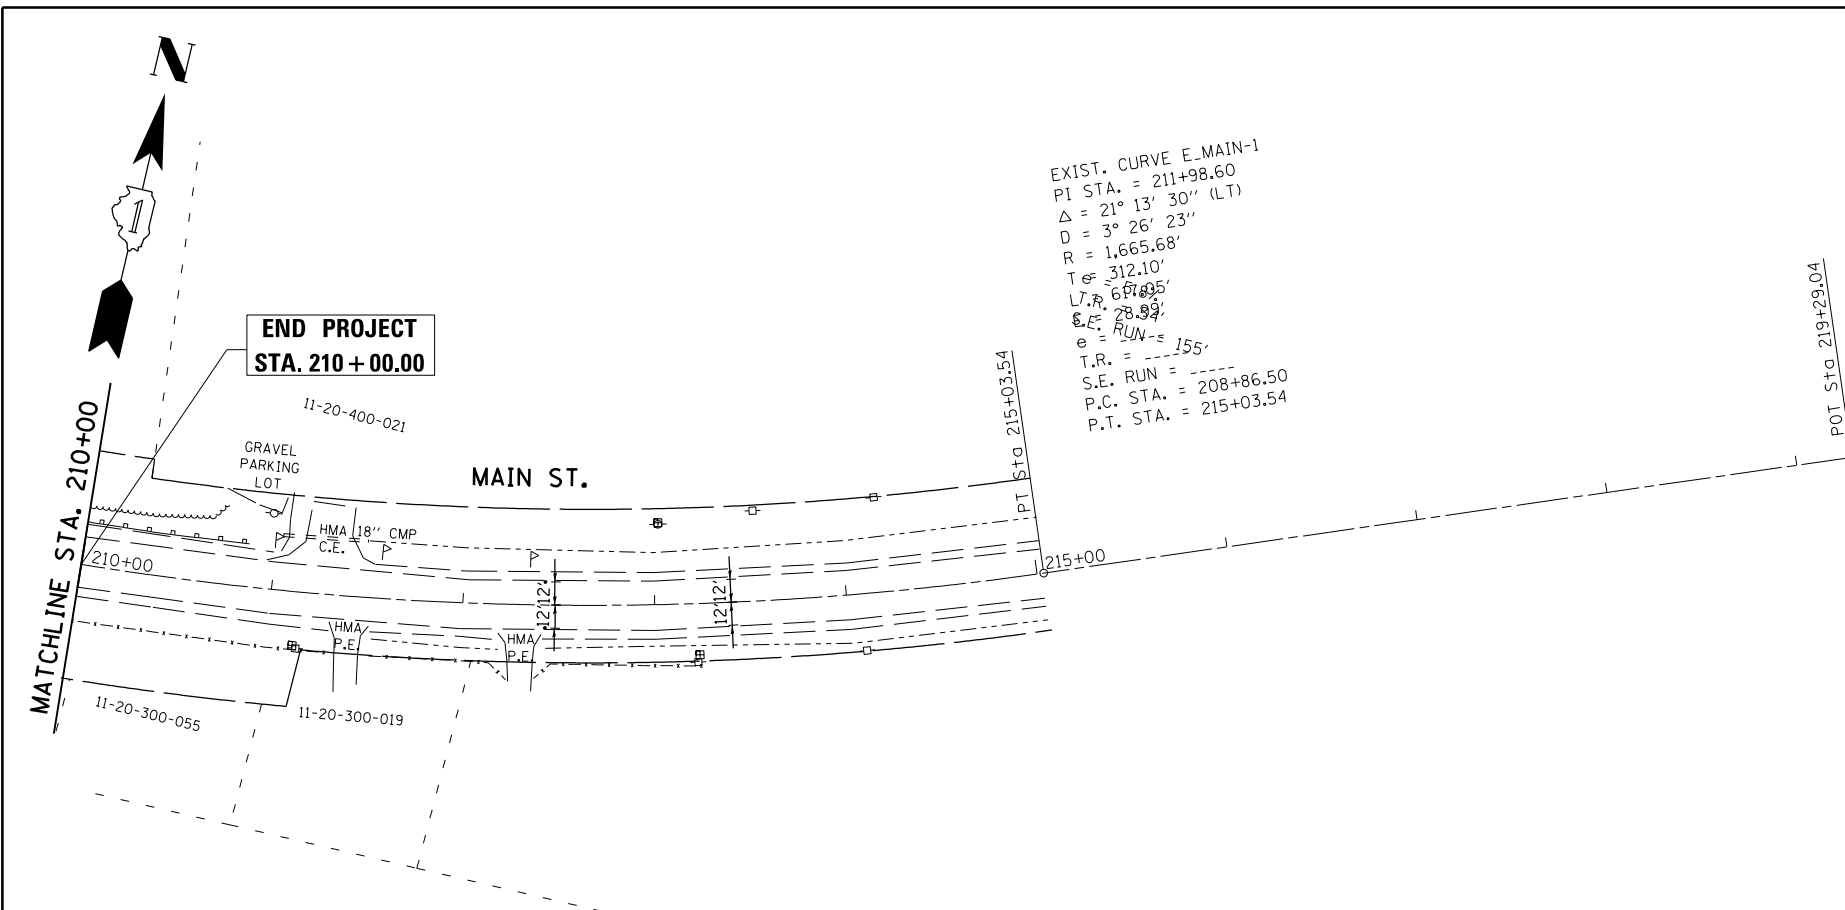 N
1
END PROJECT
STA. 210+00.00
MATCHLINE STA. 210+00
11-20-400-021
GRAVEL
PARKING
LOT
MAIN ST.
HMA
C.E.
18'' CMP
210+00
12'
12'
12'
12'
HMA
P.E.
HMA
P.E.
11-20-300-055
11-20-300-019
215+00
PT Sta 215+03.54
POT Sta 219+29.04
EXIST. CURVE E_MAIN-1
PI STA. = 211+98.60
Δ = 21° 13' 30'' (LT)
D = 3° 26' 23''
R = 1,665.68'
T = 312.10'
e = -----
T.R. = -----
S.E. RUN = 155'
S.E. RUN = -----
P.C. STA. = 208+86.50
P.T. STA. = 215+03.54